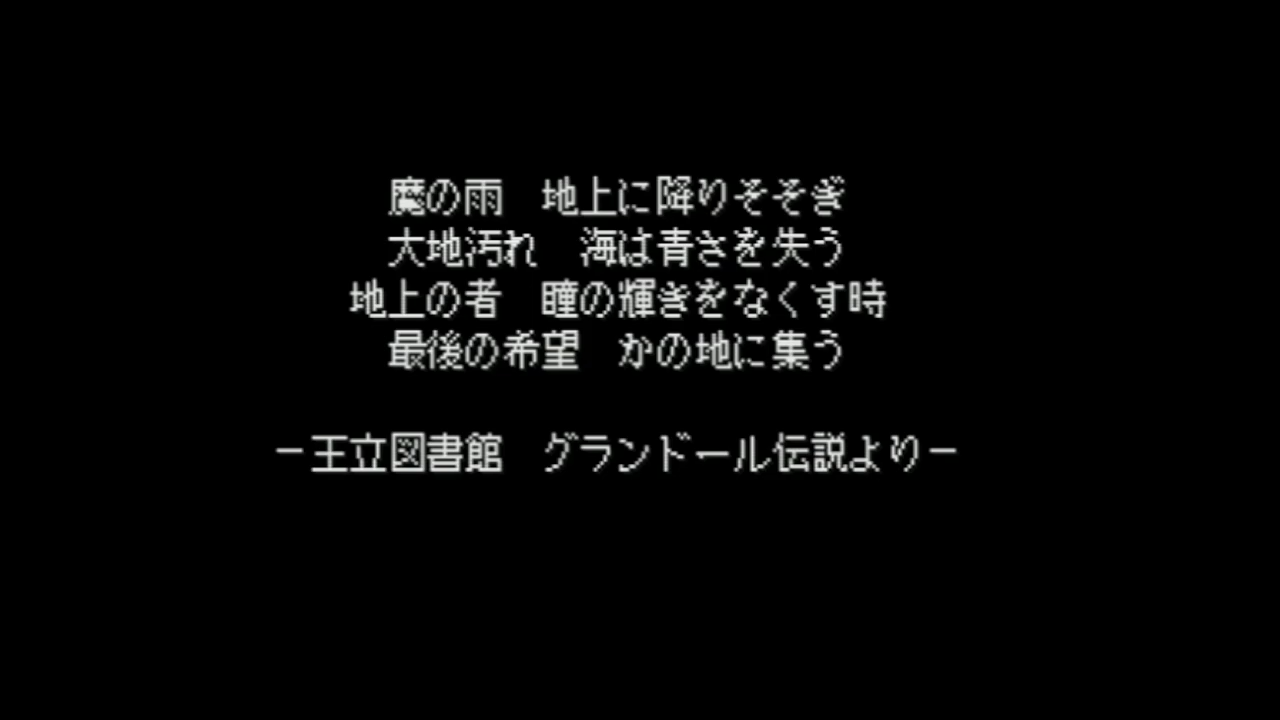 魔の雨　地上に降りそそぎ
大地汚れ　海は青さを失う
地上の者　瞳の輝きをなくす時
最後の希望　かの地に集う
－王立図書館　グランドール伝説より－